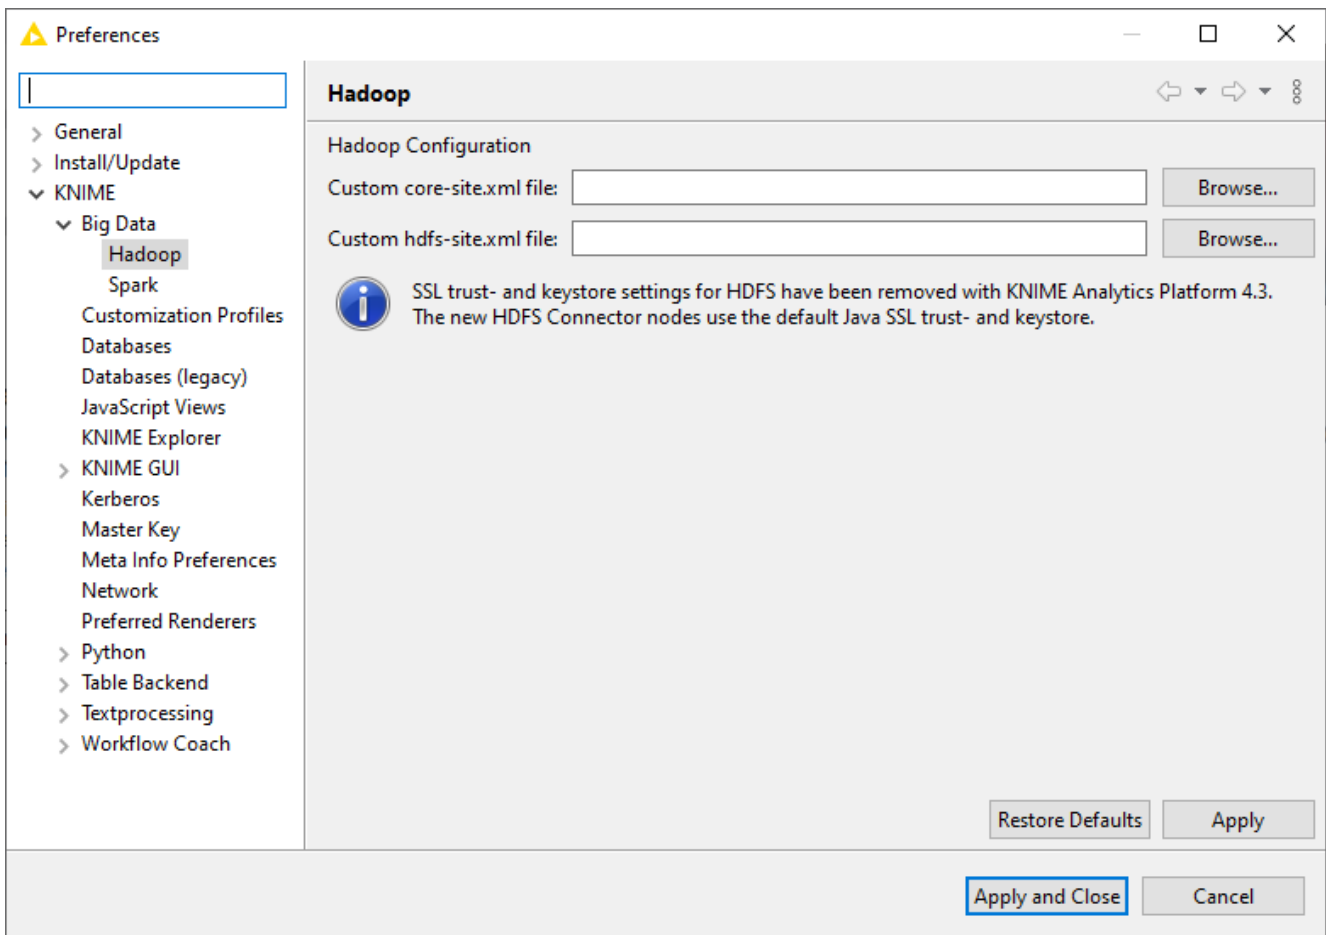 Preferences
General
Install/Update
KNIME
Big Data
Hadoop
Spark
Customization Profiles
Databases
Databases (legacy)
JavaScript Views
KNIME Explorer
KNIME GUI
Kerberos
Master Key
Meta Info Preferences
Network
Preferred Renderers
Python
Table Backend
Textprocessing
Workflow Coach
Hadoop
Hadoop Configuration
Custom core-site.xml file:
Browse...
Custom hdfs-site.xml file:
Browse...
SSL trust- and keystore settings for HDFS have been removed with KNIME Analytics Platform 4.3.
The new HDFS Connector nodes use the default Java SSL trust- and keystore.
Restore Defaults
Apply
Apply and Close
Cancel